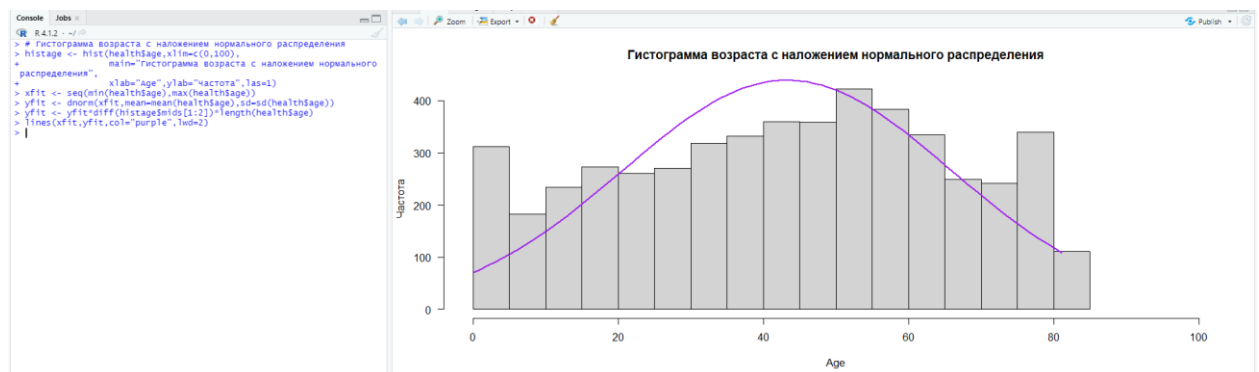 Console Jobs ×
R 4.1.2 · ~/
> # Гистограмма возраста с наложением нормального распределения
> histage <- hist(health$age,xlim=c(0,100),
+ main="Гистограмма возраста с наложением нормального
распределения",
+ xlab="Age",ylab="Частота",las=1)
> xfit <- seq(min(health$age),max(health$age))
> yfit <- dnorm(xfit,mean=mean(health$age),sd=sd(health$age))
> yfit <- yfit*diff(histage$mids[1:2])*length(health$age)
> lines(xfit,yfit,col="purple",lwd=2)
>
Zoom Export Publish
Гистограмма возраста с наложением нормального распределения
Частота
400
300
200
100
0
0 20 40 60 80 100
Age